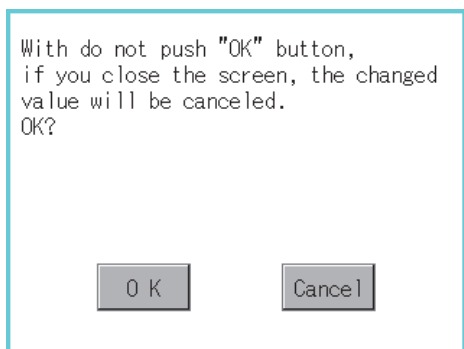 With do not push "OK" button,
if you close the screen, the changed
value will be canceled.
OK?
O K
Cancel